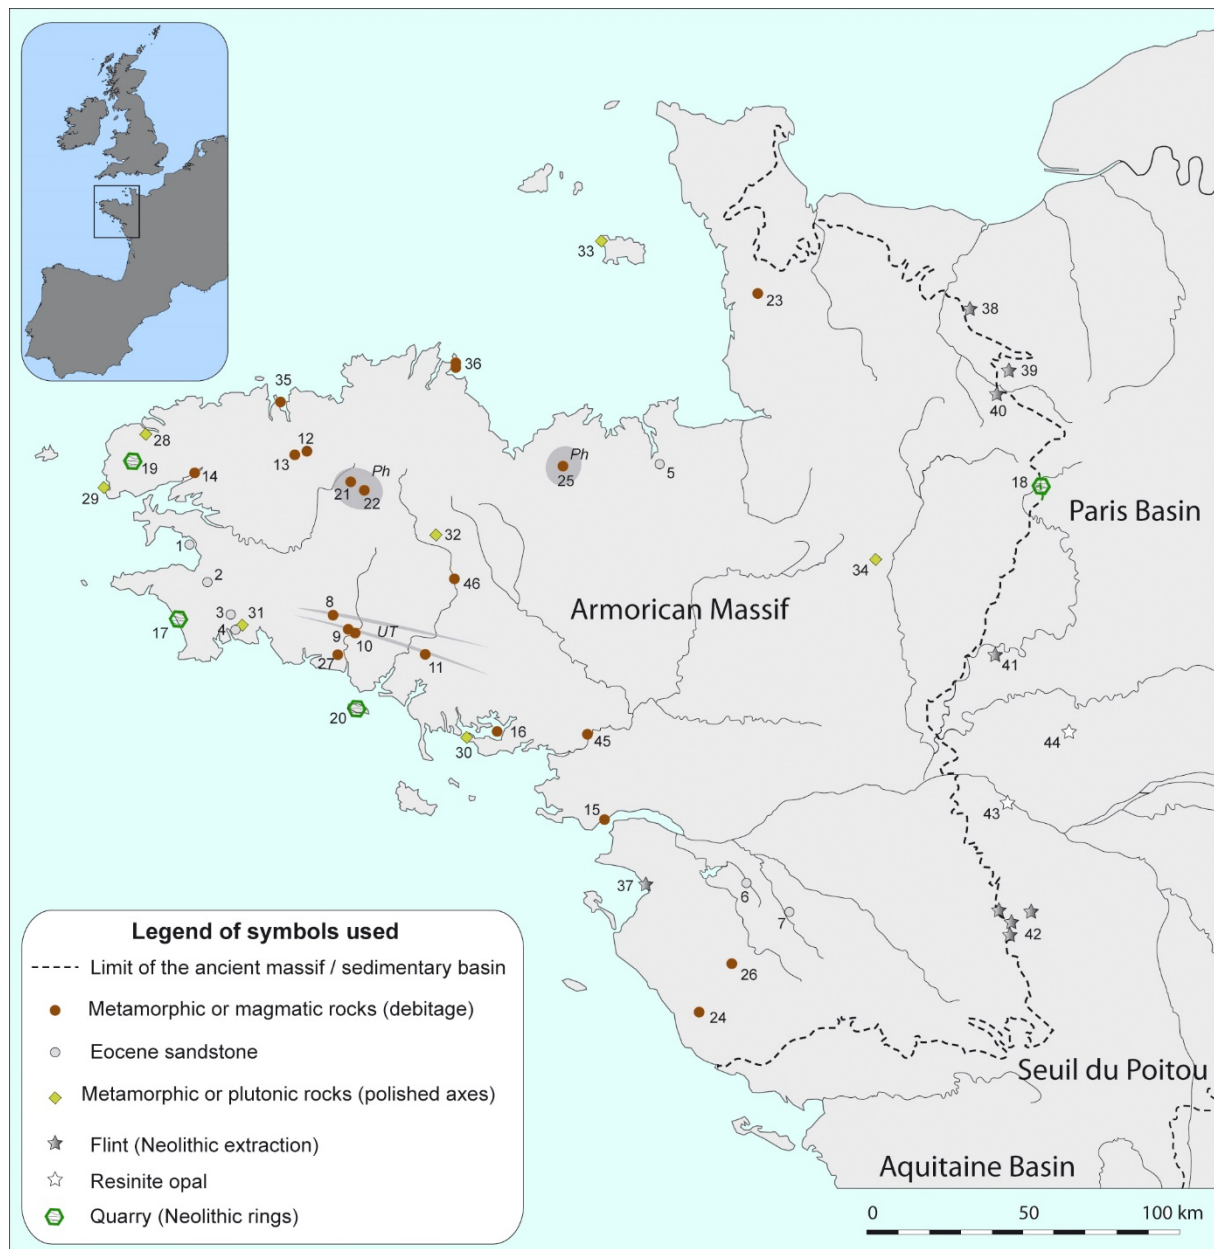 33
23
38
39
40
36
35
28
19
29
14
12
13
Ph
21
22
Ph
25
5
18
Paris Basin
32
34
1
2
46
3
31
4
17
8
9
10
UT
27
11
Armorican Massif
41
20
30
16
45
44
43
15
37
6
7
42
26
24
Seuil du Poitou
Aquitaine Basin
Legend of symbols used
Limit of the ancient massif / sedimentary basin
Metamorphic or magmatic rocks (debitage)
Eocene sandstone
Metamorphic or plutonic rocks (polished axes)
Flint (Neolithic extraction)
Resinite opal
Quarry (Neolithic rings)
0 50 100 km